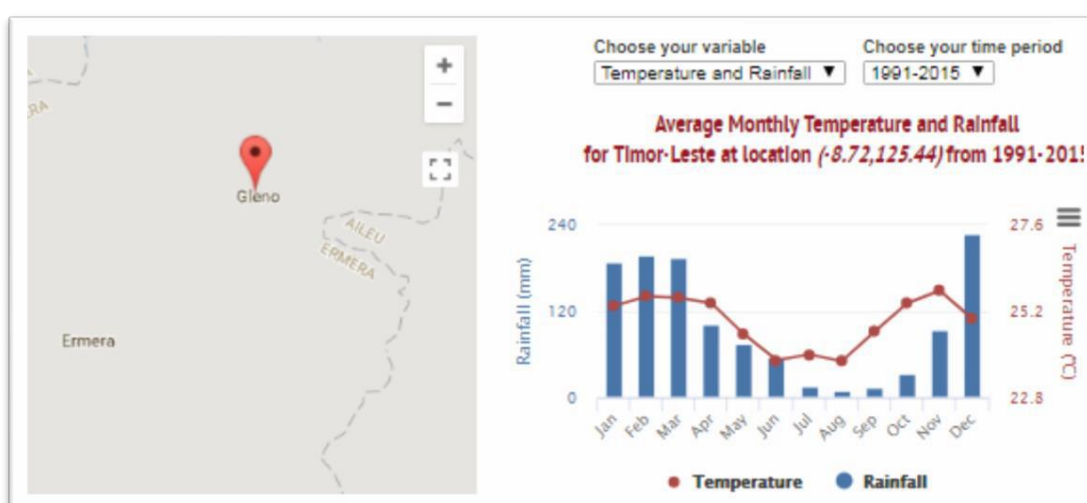 ERA
Gleno
AILEU
ERMERA
Ermera
+
−
Choose your variable
Choose your time period
Temperature and Rainfall ▼
1991-2015 ▼
Average Monthly Temperature and Rainfall
for Timor-Leste at location (-8.72,125.44) from 1991-201
240
120
0
Rainfall (mm)
27.6
25.2
22.8
Temperature (°C)
Jan Feb Mar Apr May Jun Jul Aug Sep Oct Nov Dec
Temperature
Rainfall